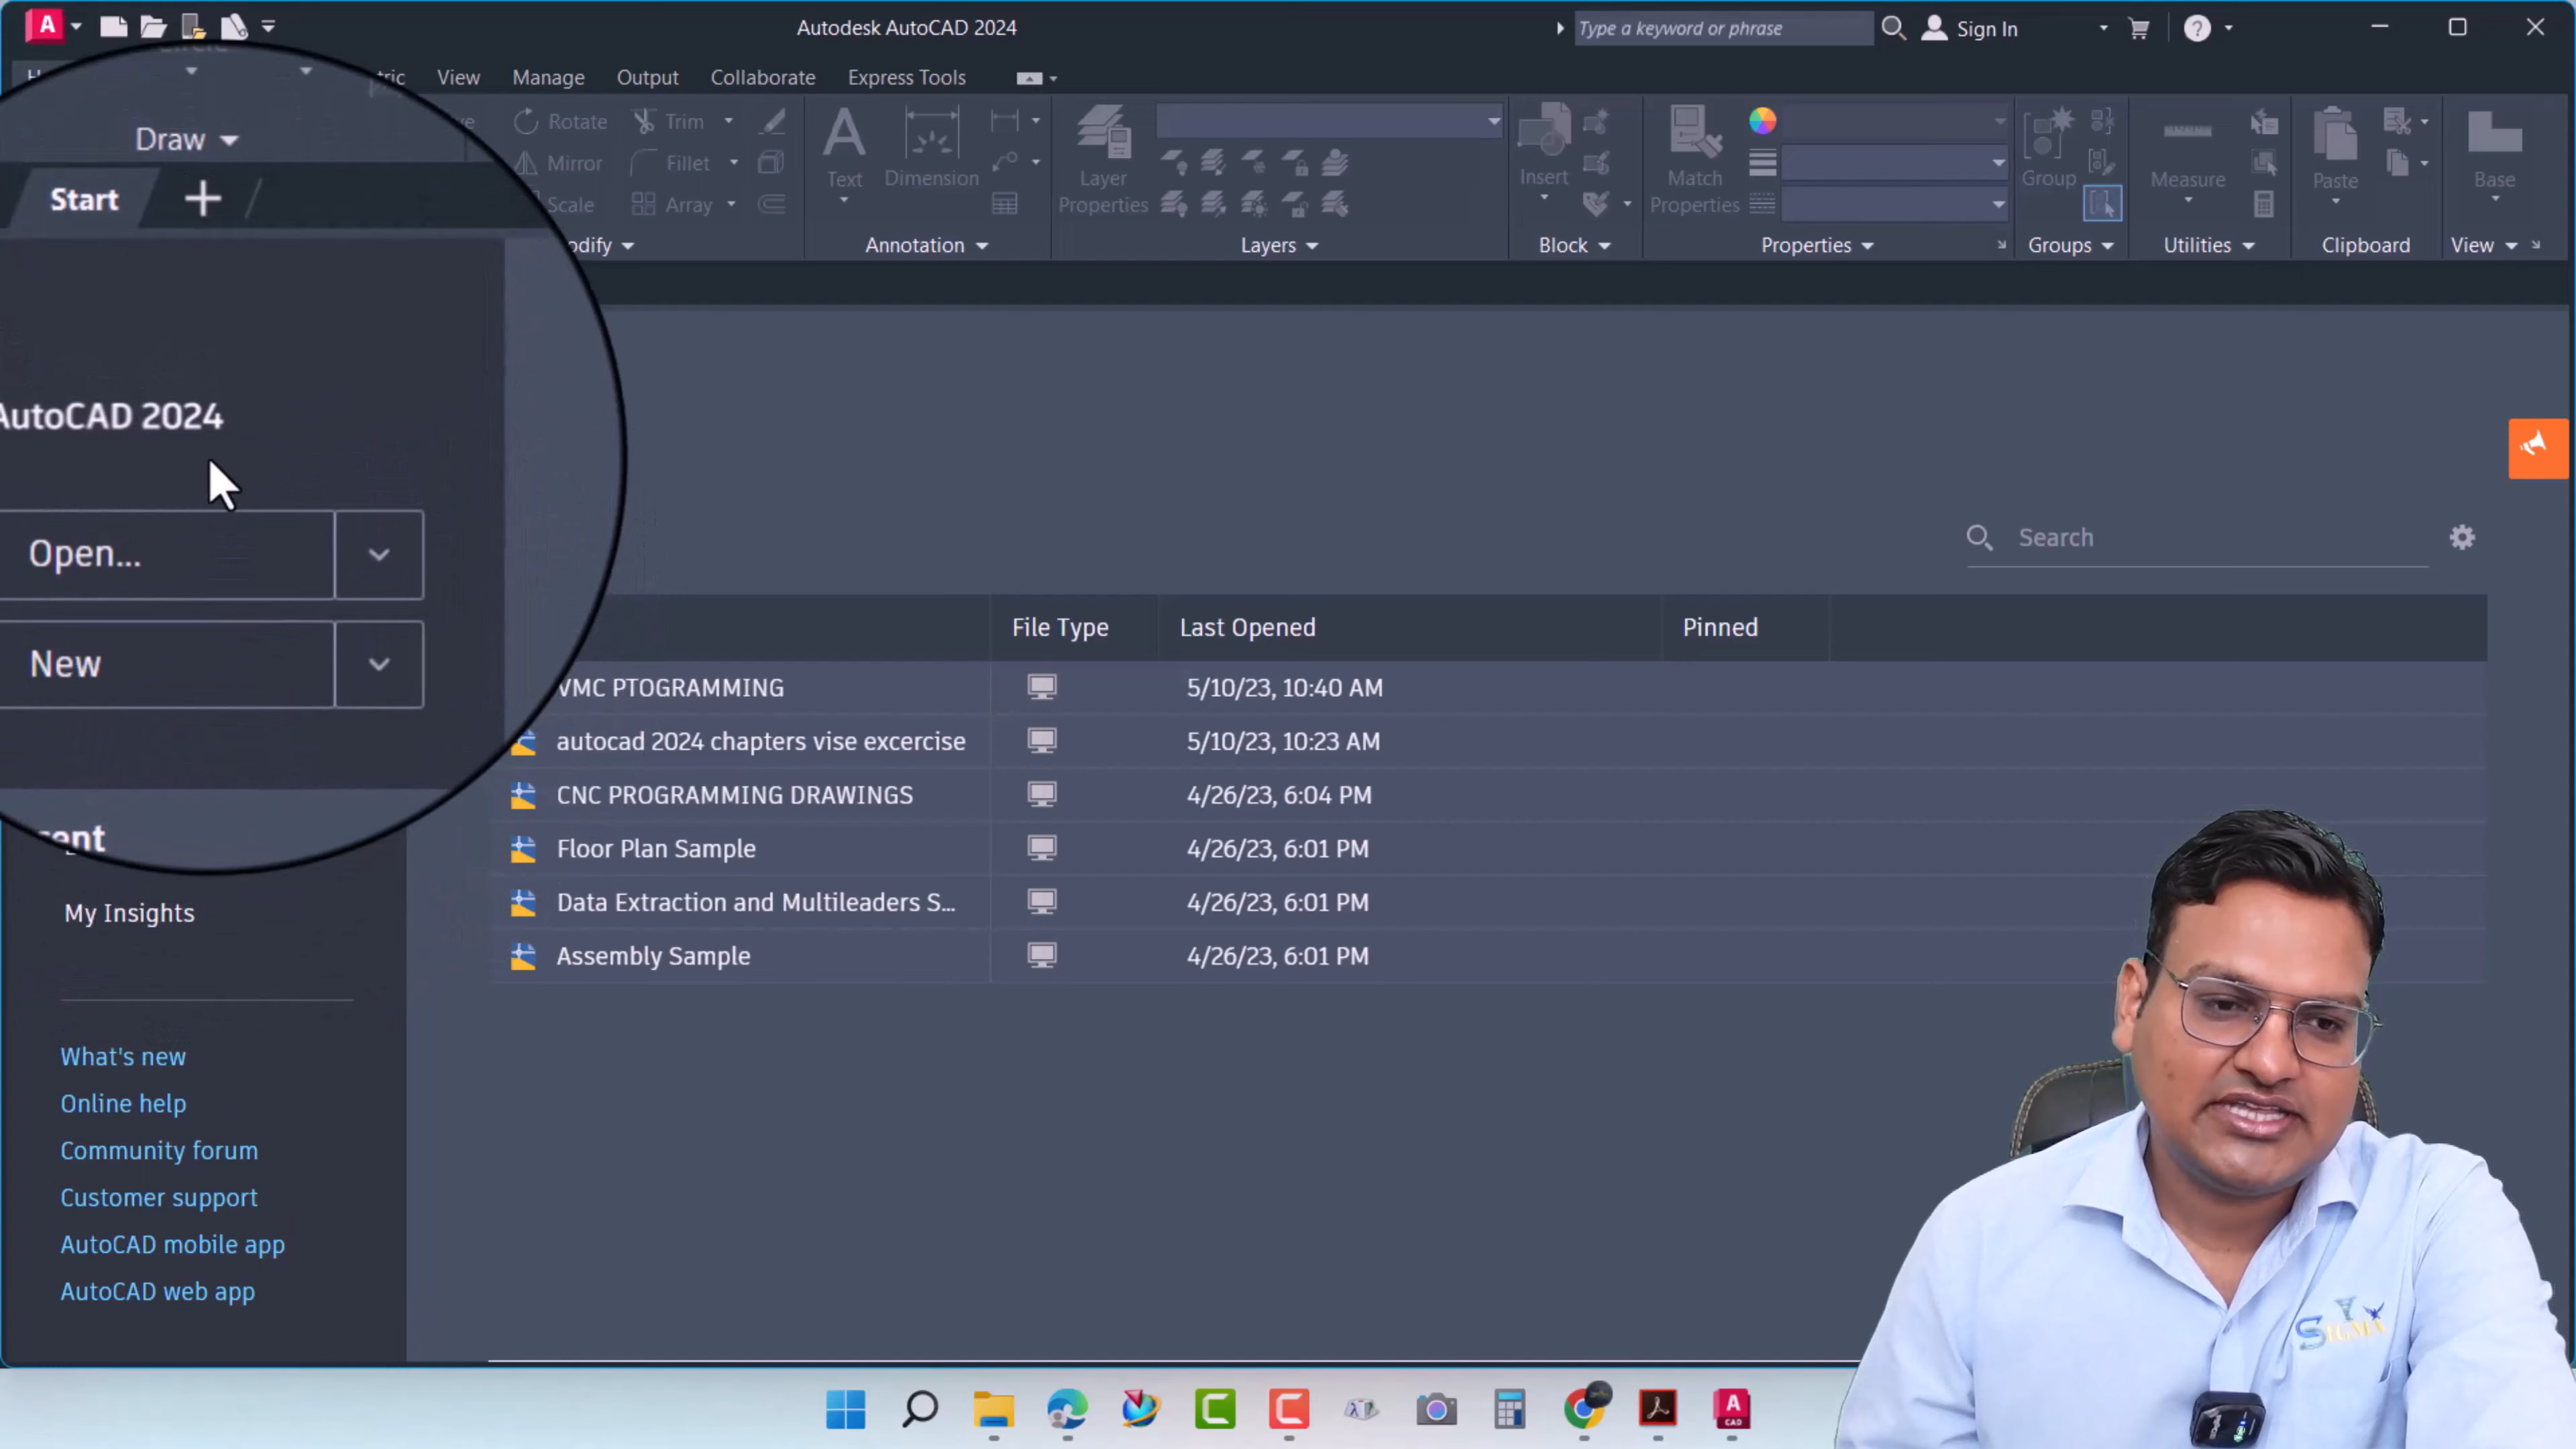 Autodesk AutoCAD 2024
Type a keyword or phrase
Sign In
View Manage Output Collaborate Express Tools
Draw
Rotate Trim
Mirror Fillet
Scale Array
Text Dimension
Layer Properties
Insert
Match Properties
Group
Measure
Paste
Base
Annotation Layers Block Properties Groups Utilities Clipboard View
Start
AutoCAD 2024
Open...
New
Search
File Type Last Opened Pinned
VMC PTOGRAMMING 5/10/23, 10:40 AM
autocad 2024 chapters vise excercise 5/10/23, 10:23 AM
CNC PROGRAMMING DRAWINGS 4/26/23, 6:04 PM
Floor Plan Sample 4/26/23, 6:01 PM
Data Extraction and Multileaders S... 4/26/23, 6:01 PM
Assembly Sample 4/26/23, 6:01 PM
My Insights
What's new
Online help
Community forum
Customer support
AutoCAD mobile app
AutoCAD web app
SIGMA
CAD